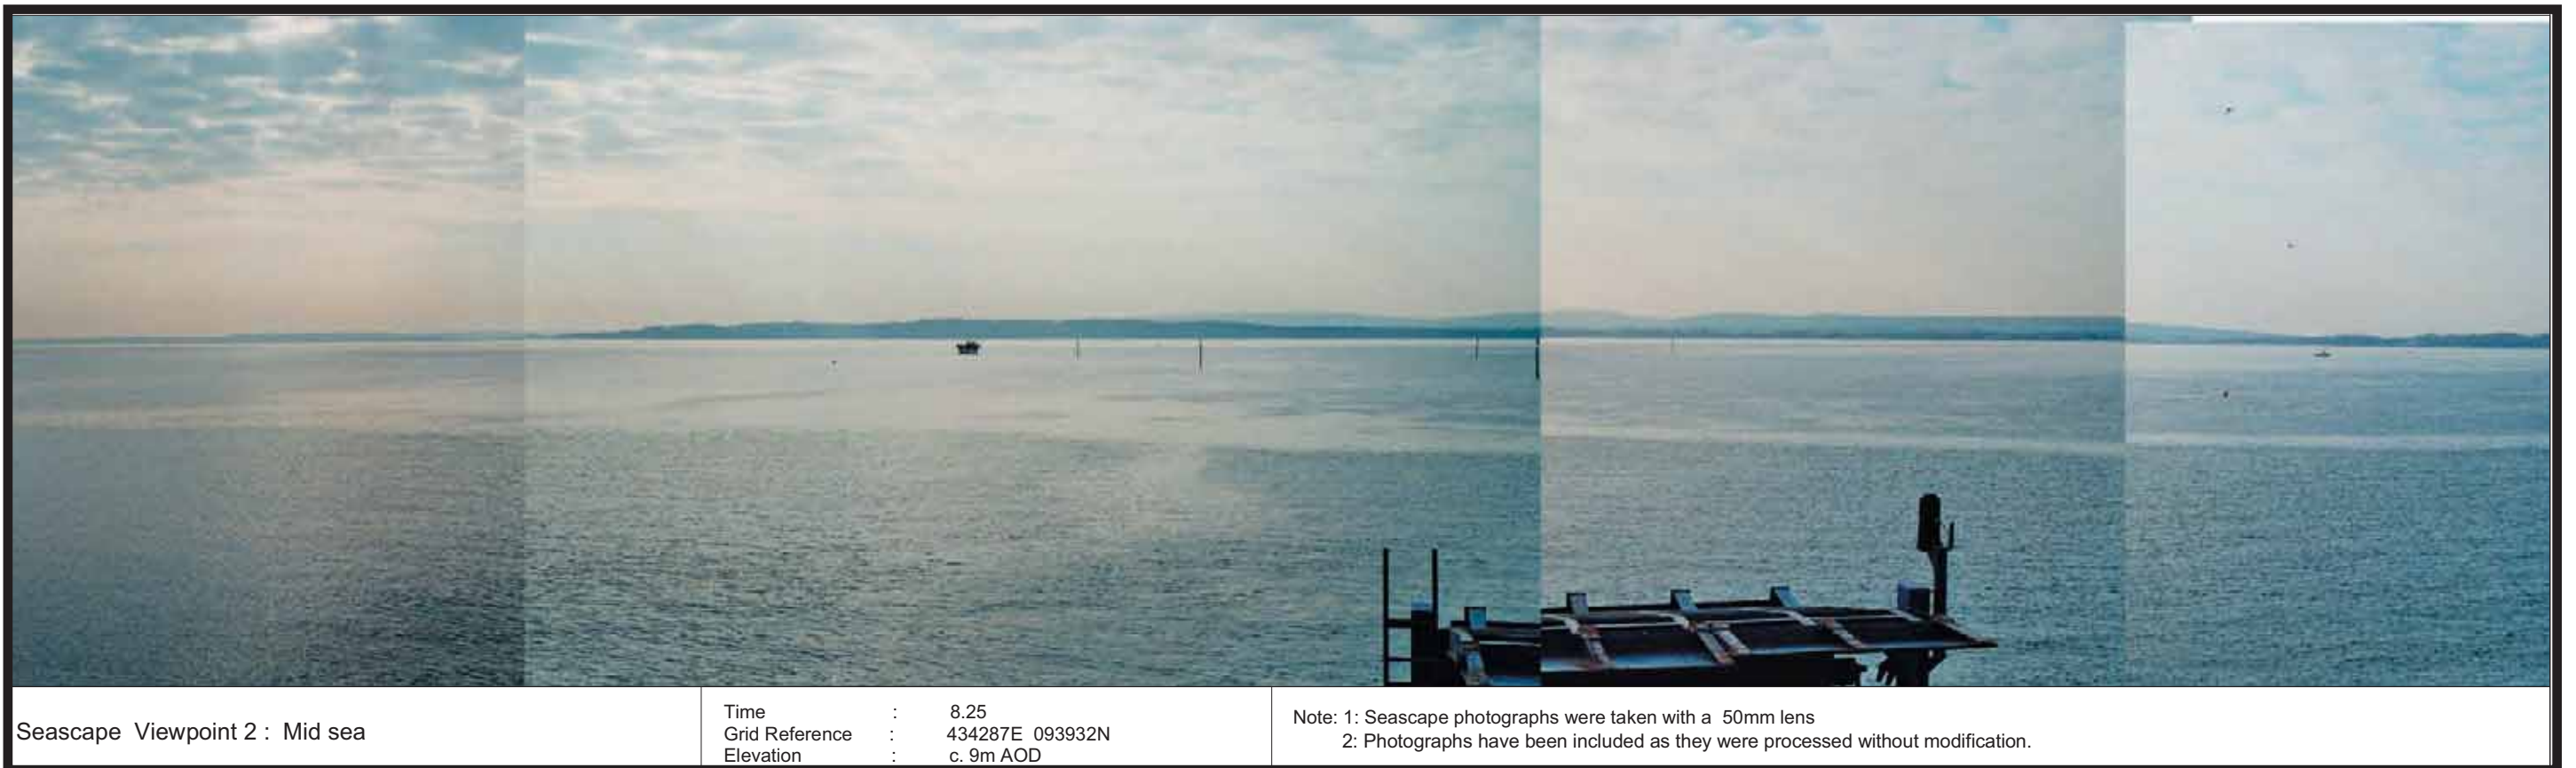 Seascape Viewpoint 2 : Mid sea
Time : 8.25
Grid Reference : 434287E 093932N
Elevation : c. 9m AOD
Note: 1: Seascape photographs were taken with a 50mm lens
2: Photographs have been included as they were processed without modification.